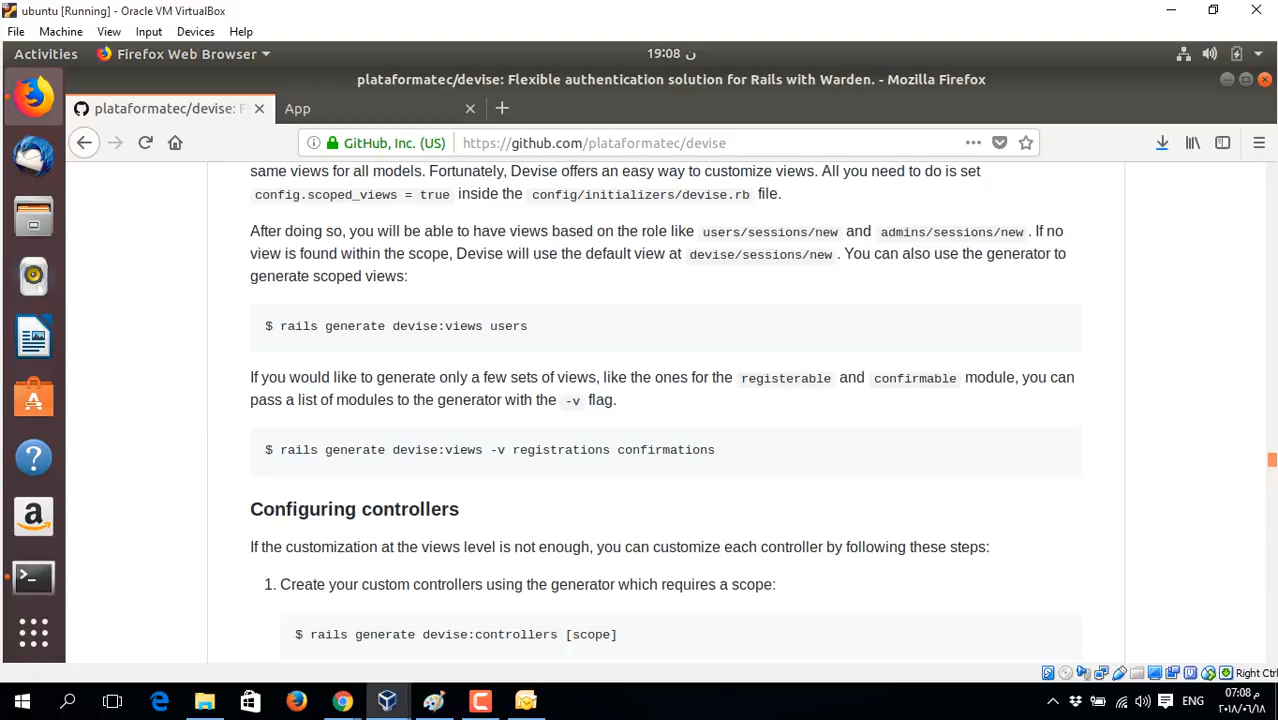 ubuntu [Running] - Oracle VM VirtualBox
File Machine View Input Devices Help
Activities Firefox Web Browser 19:08 ن
plataformatec/devise: Flexible authentication solution for Rails with Warden. - Mozilla Firefox
plataformatec/devise: F App
GitHub, Inc. (US) https://github.com/plataformatec/devise
same views for all models. Fortunately, Devise offers an easy way to customize views. All you need to do is set
config.scoped_views = true inside the config/initializers/devise.rb file.
After doing so, you will be able to have views based on the role like users/sessions/new and admins/sessions/new. If no
view is found within the scope, Devise will use the default view at devise/sessions/new. You can also use the generator to
generate scoped views:
$ rails generate devise:views users
If you would like to generate only a few sets of views, like the ones for the registerable and confirmable module, you can
pass a list of modules to the generator with the -v flag.
$ rails generate devise:views -v registrations confirmations
Configuring controllers
If the customization at the views level is not enough, you can customize each controller by following these steps:
1. Create your custom controllers using the generator which requires a scope:
$ rails generate devise:controllers [scope]
Right Ctrl
ENG
07:08 م
٢٠١٨/٠٦/١٨